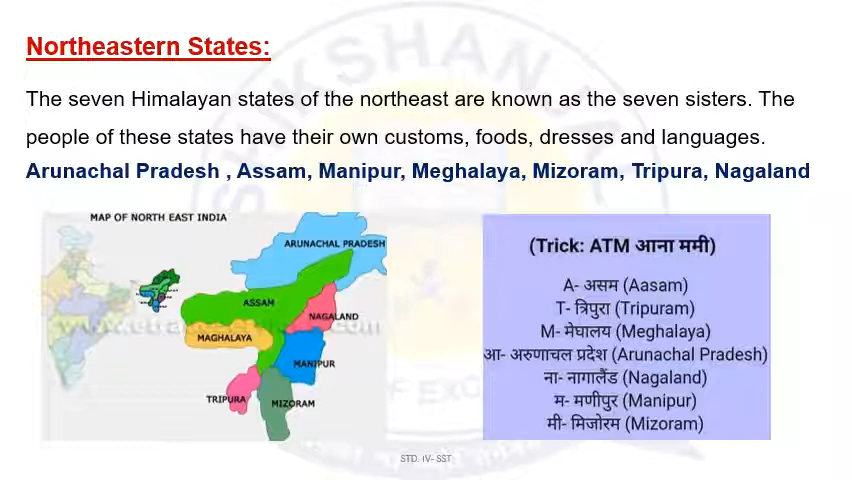 Northeastern States:
The seven Himalayan states of the northeast are known as the seven sisters. The
people of these states have their own customs, foods, dresses and languages.
Arunachal Pradesh , Assam, Manipur, Meghalaya, Mizoram, Tripura, Nagaland
MAP OF NORTH EAST INDIA
ARUNACHAL PRADESH
ASSAM
NAGALAND
MAGHALAYA
MANIPUR
TRIPURA
MIZORAM
(Trick: ATM आना ममी)
A- असम (Aasam)
T- त्रिपुरा (Tripuram)
M- मेघालय (Meghalaya)
आ- अरुणाचल प्रदेश (Arunachal Pradesh)
ना- नागालैंड (Nagaland)
म- मणीपुर (Manipur)
मी- मिजोरम (Mizoram)
STD. IV- SST